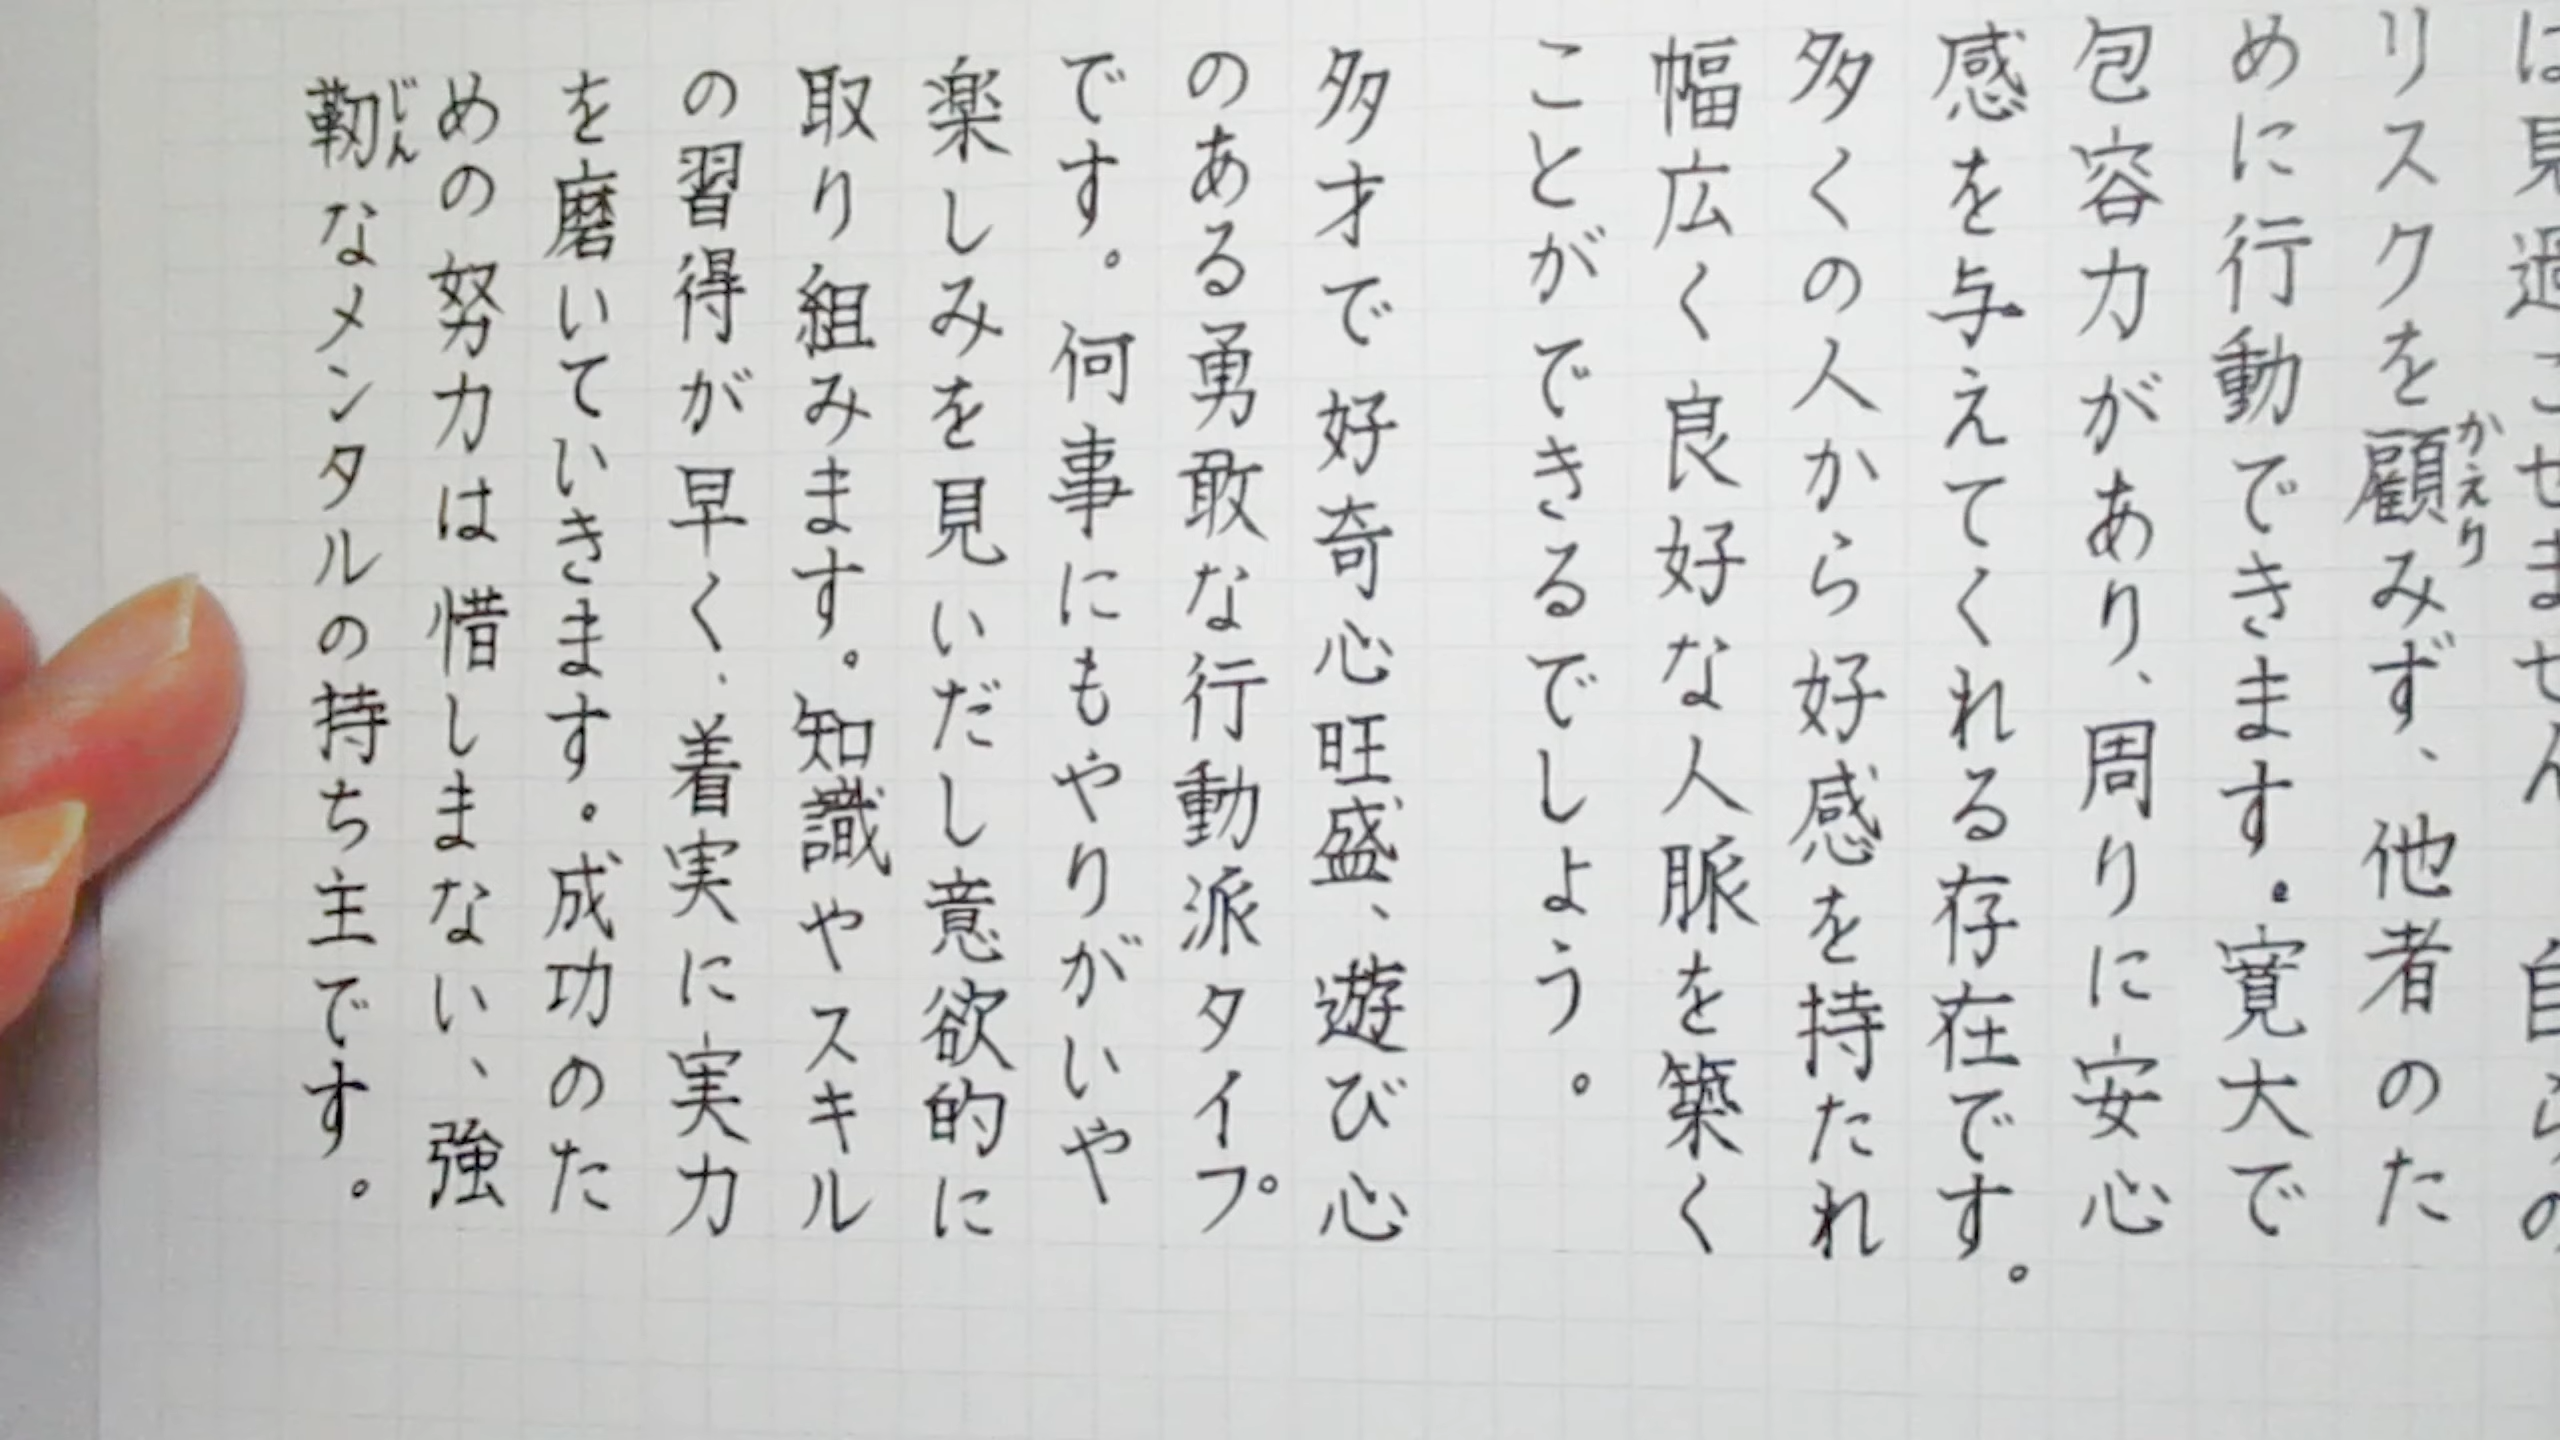 は見過ごせません。自らの
リスクを顧みず、他者のた
めに行動できます。寛大で
包容力があり、周りに安心
感を与えてくれる存在です。
多くの人から好感を持たれ
幅広く良好な人脈を築く
ことができるでしょう。
多才で好奇心旺盛、遊び心
のある勇敢な行動派タイプ
です。何事にもやりがいや
楽しみを見いだし意欲的に
取り組みます。知識やスキル
の習得が早く、着実に実力
を磨いていきます。成功のた
めの努力は惜しまない、強
靭なメンタルの持ち主です。
かえり
じん